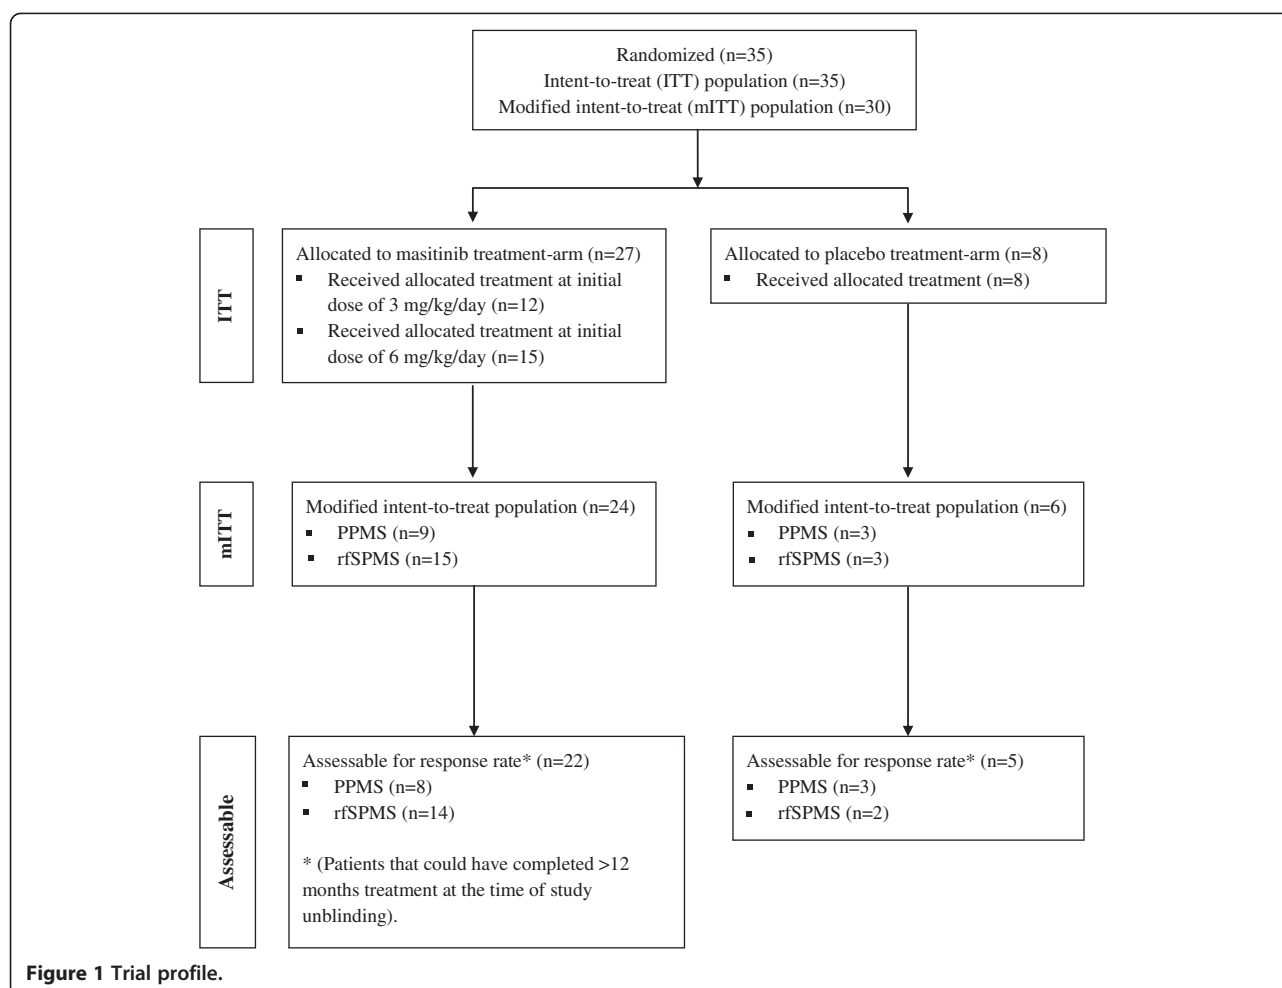 Randomized (n=35)
Intent-to-treat (ITT) population (n=35)
Modified intent-to-treat (mITT) population (n=30)
ITT
Allocated to masitinib treatment-arm (n=27)
▪ Received allocated treatment at initial
dose of 3 mg/kg/day (n=12)
▪ Received allocated treatment at initial
dose of 6 mg/kg/day (n=15)
Allocated to placebo treatment-arm (n=8)
▪ Received allocated treatment (n=8)
mITT
Modified intent-to-treat population (n=24)
▪ PPMS (n=9)
▪ rfSPMS (n=15)
Modified intent-to-treat population (n=6)
▪ PPMS (n=3)
▪ rfSPMS (n=3)
Assessable
Assessable for response rate* (n=22)
▪ PPMS (n=8)
▪ rfSPMS (n=14)
* (Patients that could have completed >12
months treatment at the time of study
unblinding).
Assessable for response rate* (n=5)
▪ PPMS (n=3)
▪ rfSPMS (n=2)
Figure 1 Trial profile.